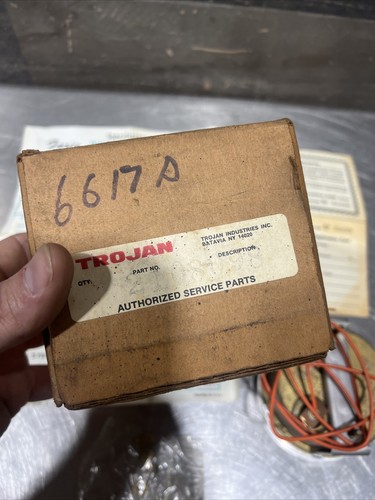 6617A
TROJAN
TROJAN INDUSTRIES INC.
BATAVIA NY 14020
QTY.
PART NO.
DESCRIPTION
AUTHORIZED SERVICE PARTS